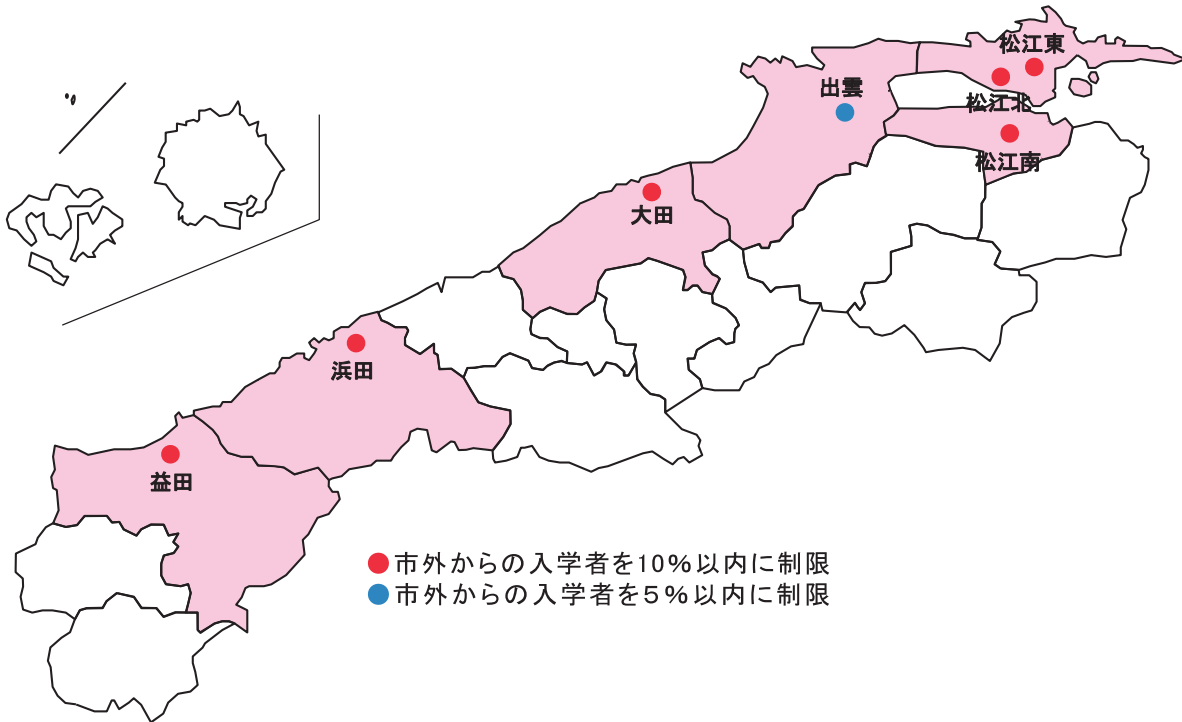 松江東
出雲
松江北
松江南
大田
浜田
益田
●市外からの入学者を10%以内に制限
●市外からの入学者を5%以内に制限